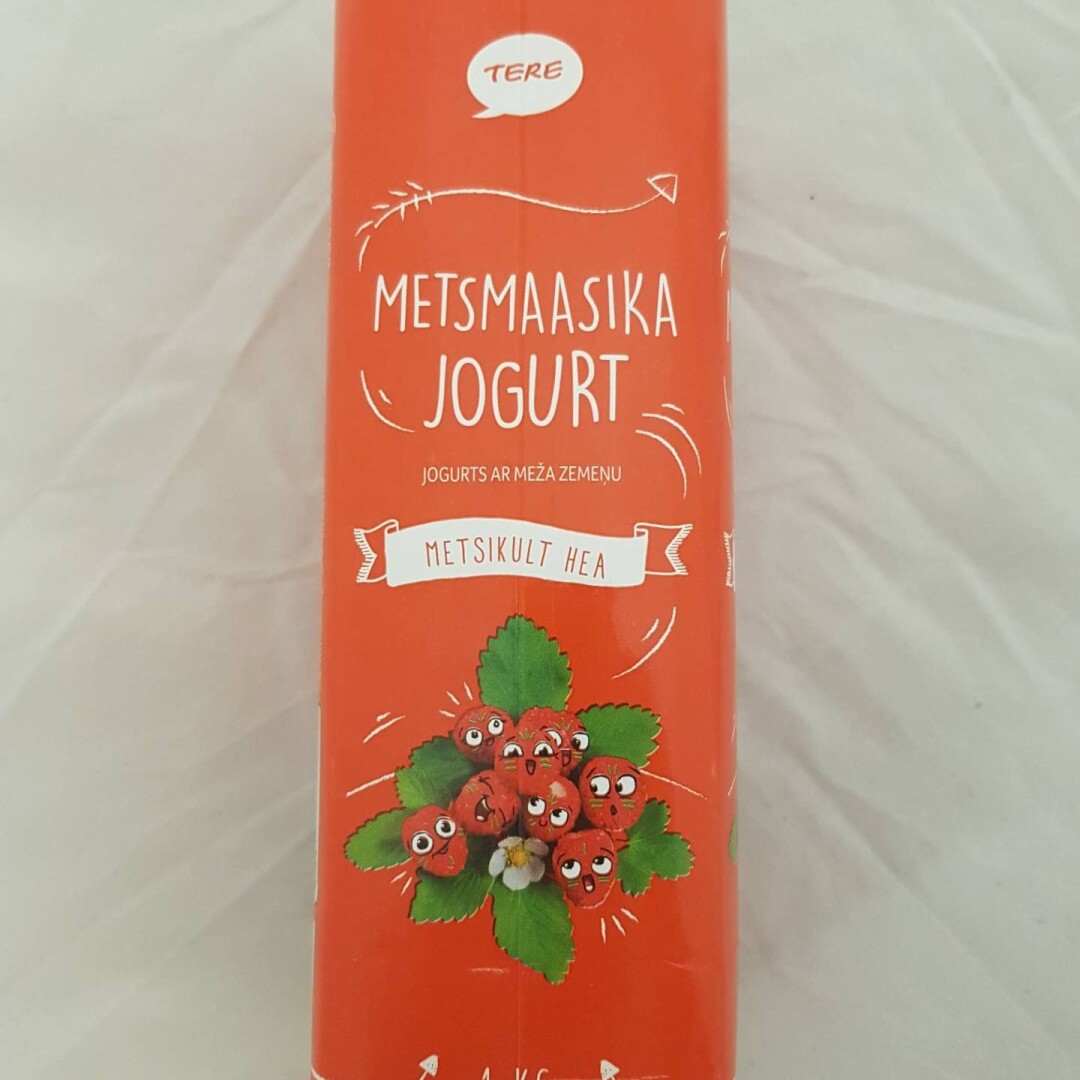 TERE
METSMAASIKA
JOGURT
JOGURTS AR MEŽA ZEMEŅU
METSIKULT HEA